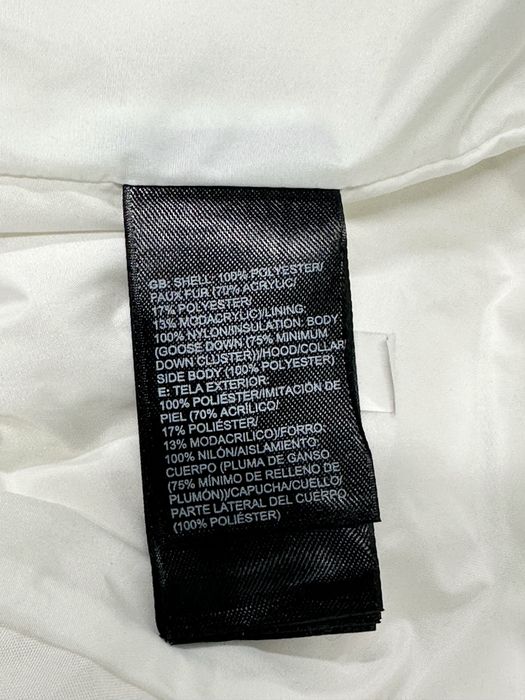 GB: SHELL: 100% POLYESTER/
FAUX FUR (70% ACRYLIC/
17% POLYESTER/
13% MODACRYLIC)/LINING:
100% NYLON/INSULATION: BODY
(GOOSE DOWN (75% MINIMUM
DOWN CLUSTER))/HOOD/COLLAR/
SIDE BODY (100% POLYESTER)
E: TELA EXTERIOR:
100% POLIÉSTER/IMITACIÓN DE
PIEL (70% ACRÍLICO/
17% POLIÉSTER/
13% MODACRILICO)/FORRO:
100% NILÓN/AISLAMIENTO:
CUERPO (PLUMA DE GANSO
(75% MÍNIMO DE RELLENO DE
PLUMÓN))/CAPUCHA/CUELLO/
PARTE LATERAL DEL CUERPO
(100% POLIÉSTER)